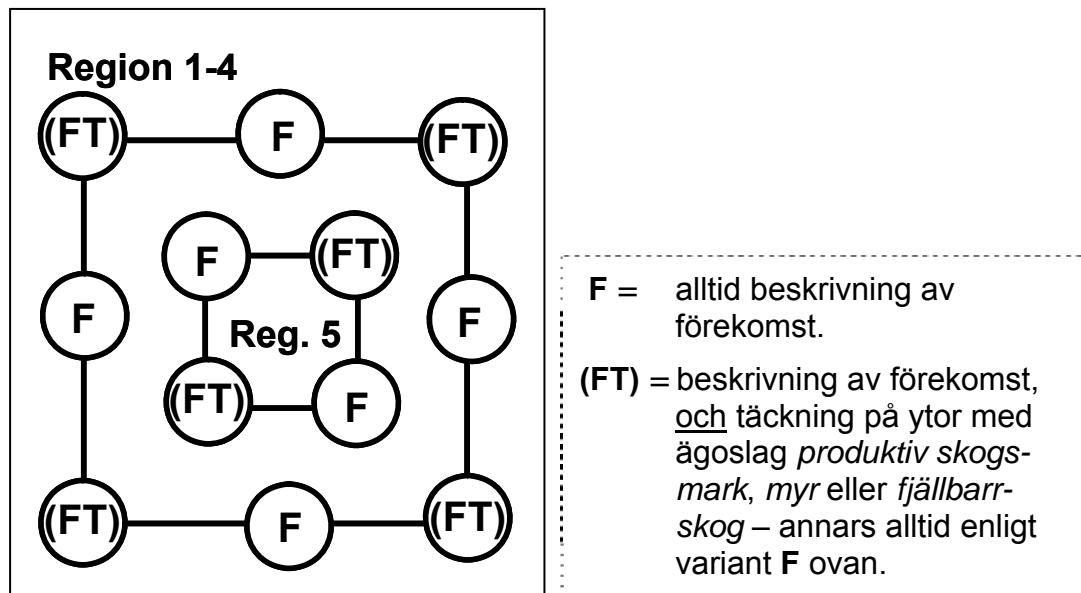 Region 1-4
(FT) F (FT)
F (FT)
F Reg. 5 F
(FT) F
(FT) F (FT)
F = alltid beskrivning av
förekomst.
(FT) = beskrivning av förekomst,
och täckning på ytor med
ägoslag produktiv skogs-
mark, myr eller fjällbarr-
skog – annars alltid enligt
variant F ovan.